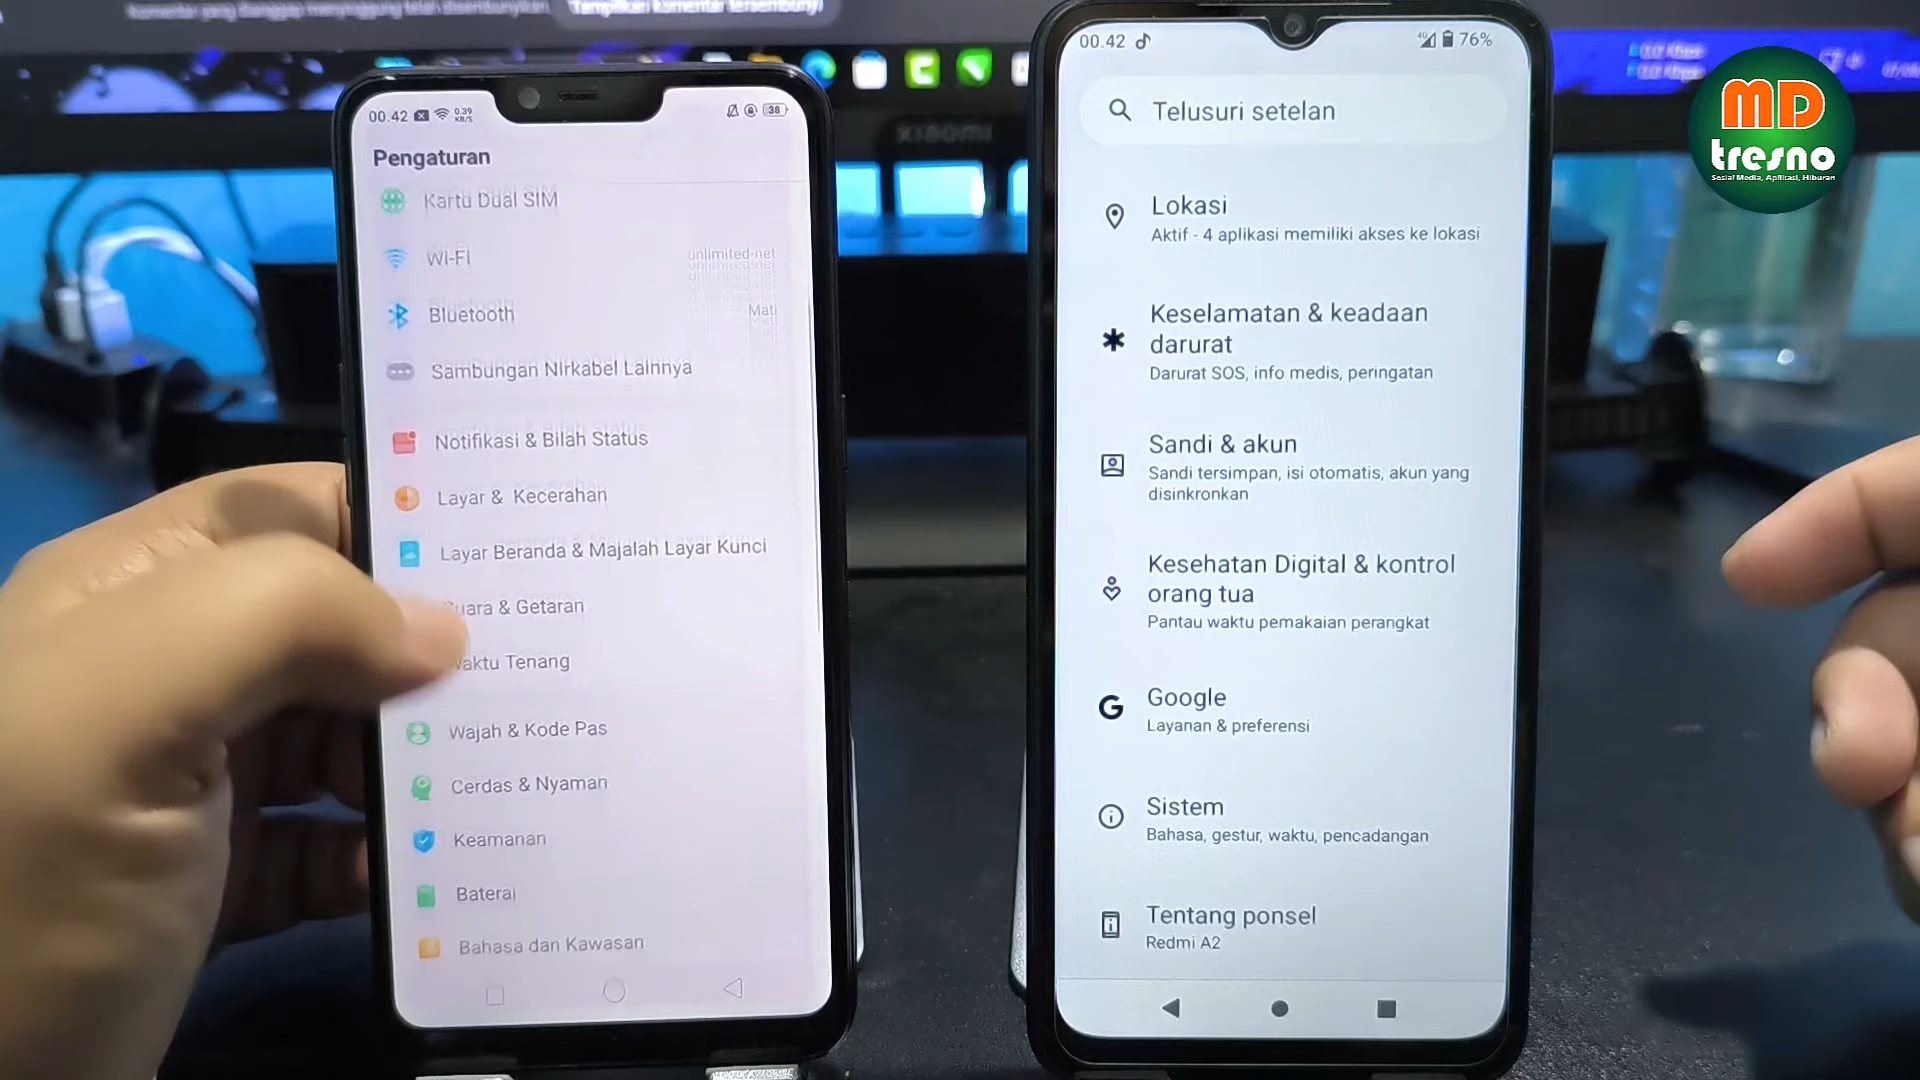 Komentar yang dianggap menyinggung telah disembunyikan
Tampilkan komentar tersembunyi
xiaomi
MD
tresno
Sosial Media, Aplikasi, Hiburan
00.42
0.39
KB/S
38
Pengaturan
Kartu Dual SIM
Wi-Fi
unlimited-net
Bluetooth
Mati
Sambungan Nirkabel Lainnya
Notifikasi & Bilah Status
Layar & Kecerahan
Layar Beranda & Majalah Layar Kunci
Suara & Getaran
Waktu Tenang
Wajah & Kode Pas
Cerdas & Nyaman
Keamanan
Baterai
Bahasa dan Kawasan
00.42
4G
76%
Telusuri setelan
Lokasi
Aktif - 4 aplikasi memiliki akses ke lokasi
Keselamatan & keadaan
darurat
Darurat SOS, info medis, peringatan
Sandi & akun
Sandi tersimpan, isi otomatis, akun yang
disinkronkan
Kesehatan Digital & kontrol
orang tua
Pantau waktu pemakaian perangkat
G
Google
Layanan & preferensi
Sistem
Bahasa, gestur, waktu, pencadangan
Tentang ponsel
Redmi A2